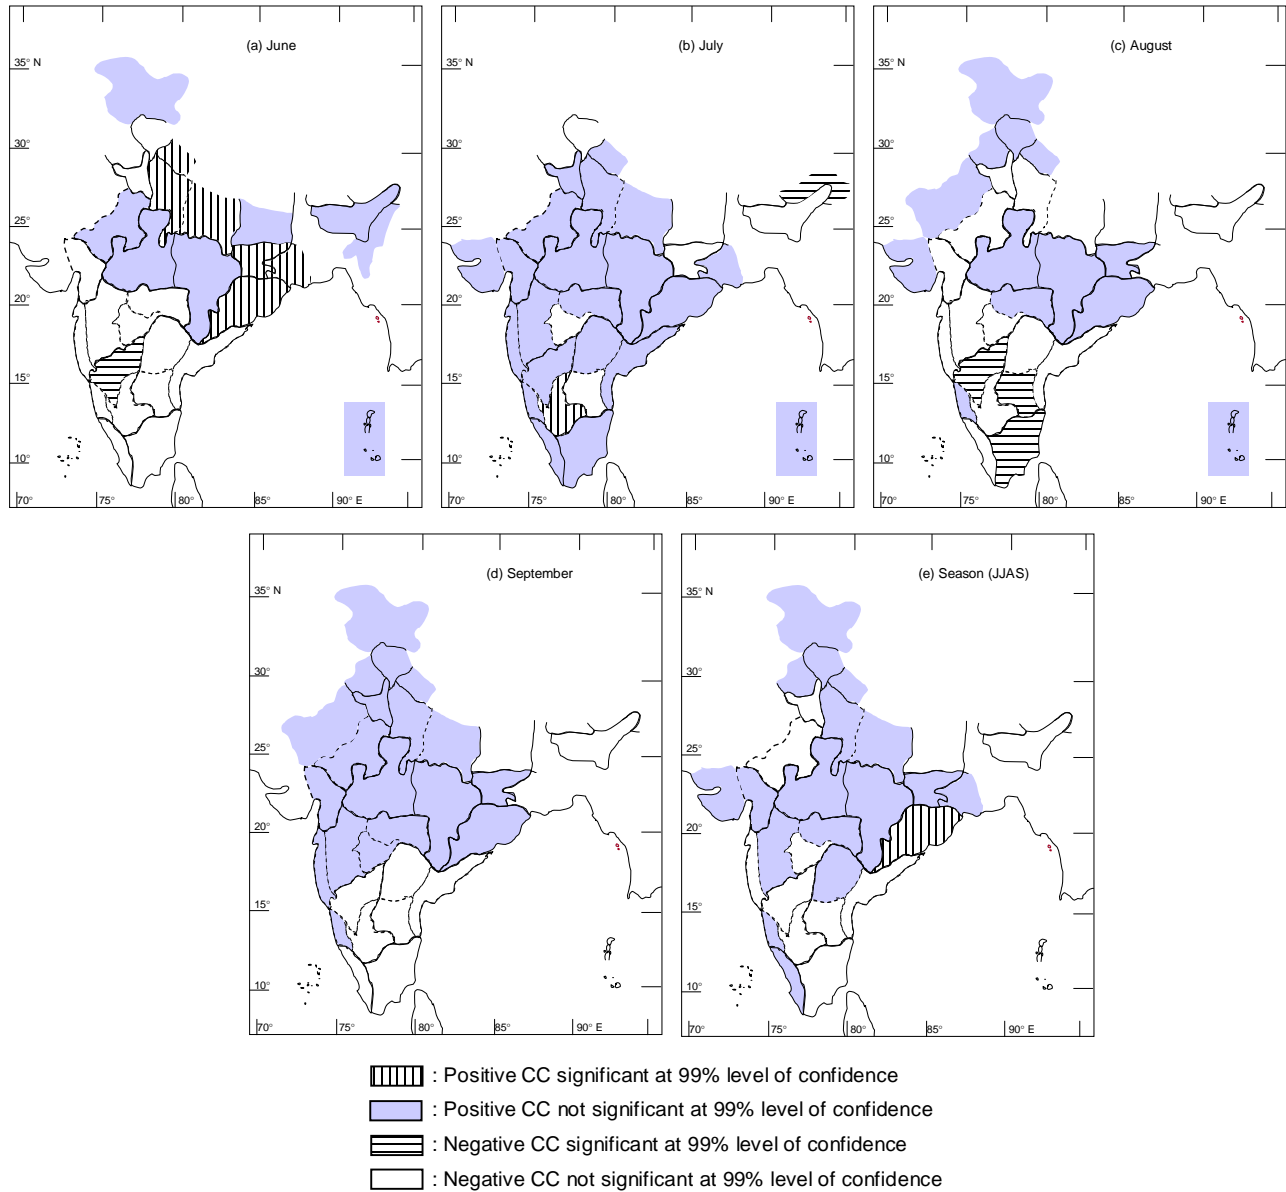 (a) June
35° N
30°
25°
20°
15°
10°
70° 75° 80° 85° 90° E
(b) July
35° N
30°
25°
20°
15°
10°
70° 75° 80° 85° 90° E
(c) August
35° N
30°
25°
20°
15°
10°
70° 75° 80° 85° 90° E
(d) September
35° N
30°
25°
20°
15°
10°
70° 75° 80° 85° 90° E
(e) Season (JJAS)
35° N
30°
25°
20°
15°
10°
70° 75° 80° 85° 90° E
: Positive CC significant at 99% level of confidence
: Positive CC not significant at 99% level of confidence
: Negative CC significant at 99% level of confidence
: Negative CC not significant at 99% level of confidence